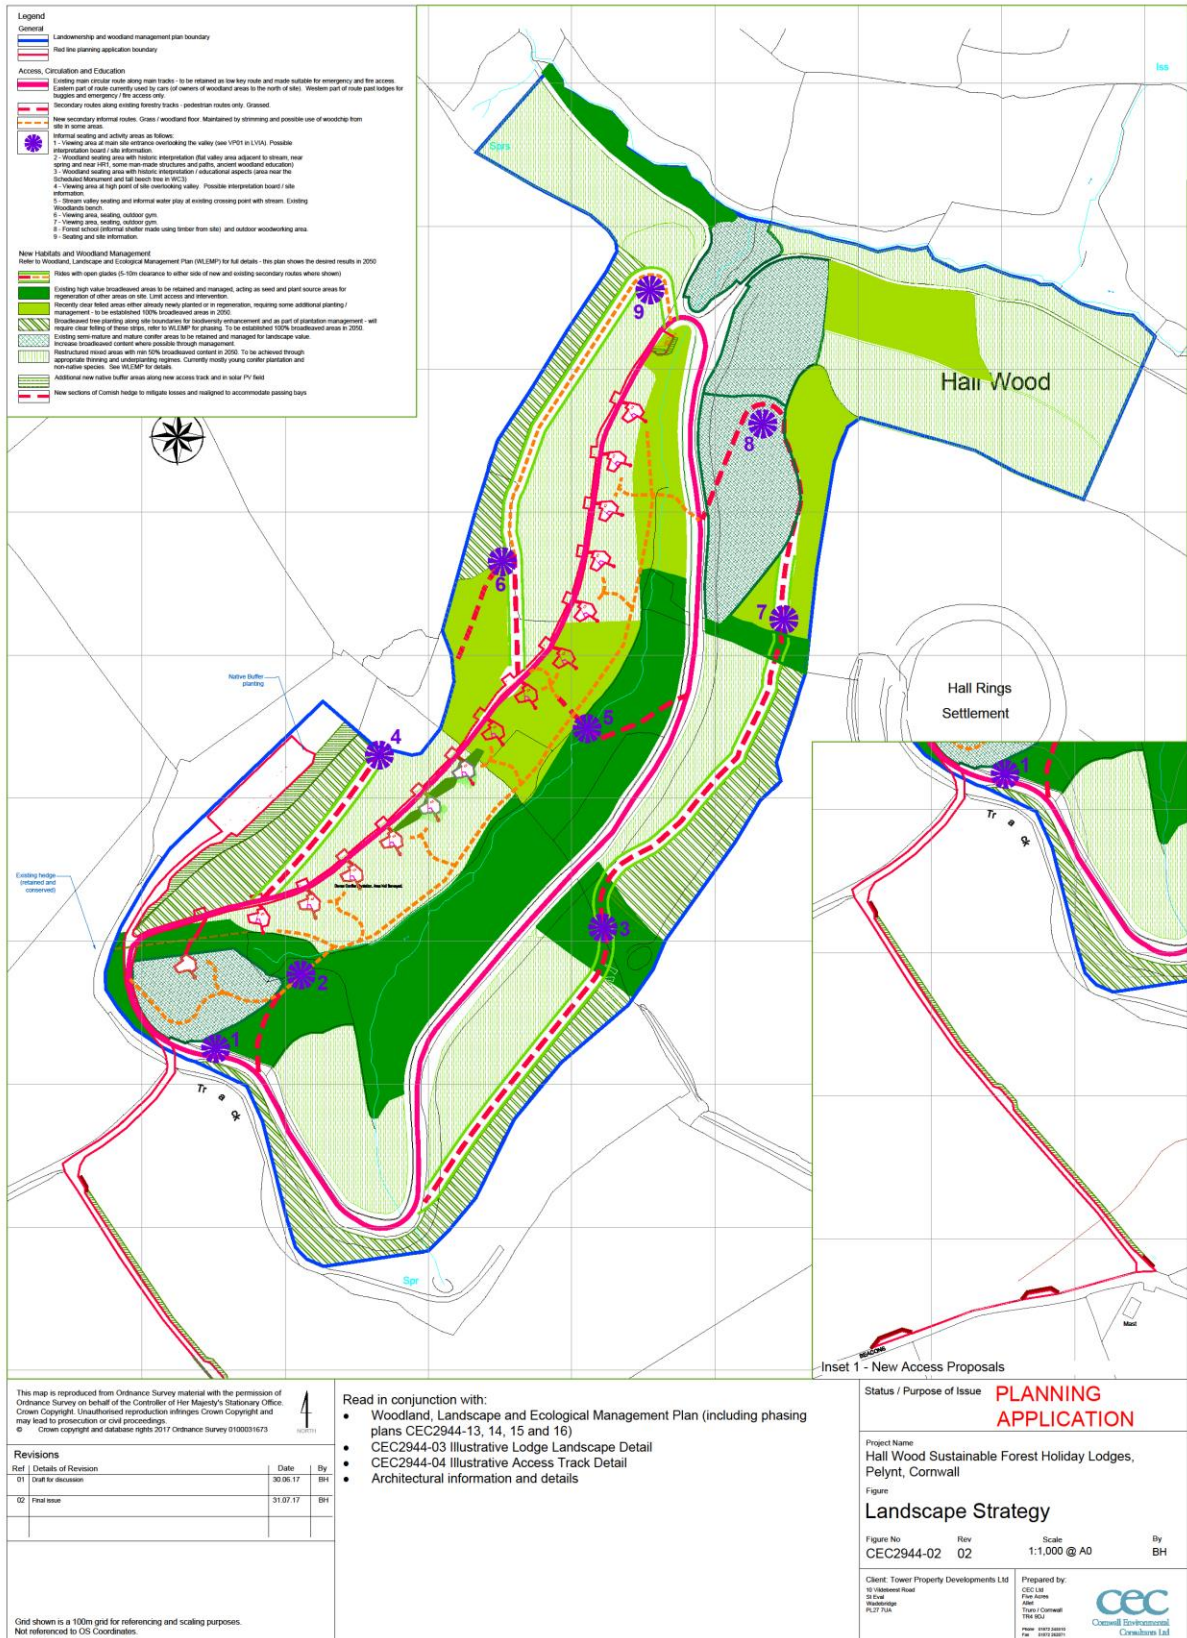 Legend
General
Landownership and woodland management plan boundary
Red line planning application boundary
Access, Circulation and Education
Existing main circular route along main tracks - to be retained as low key route and made suitable for emergency and fire access.
Eastern part of route currently used by cars (of owners of woodland areas to the north of site). Western part of route past lodges for
buggies and emergency / fire access only.
Secondary routes along existing forestry tracks - pedestrian routes only. Grassed.
New secondary informal routes. Grass / woodland floor. Maintained by strimming and possible use of woodchip from
site in some areas.
Informal seating and activity areas as follows:
1 - Viewing area at main site entrance overlooking the valley (see VP01 in LVIA). Possible
interpretation board / site information.
2 - Woodland seating area with historic interpretation (flat valley area adjacent to stream, near
spring and near HR1, some man-made structures and paths, ancient woodland education)
3 - Woodland seating area with historic interpretation / educational aspects (area near the
Scheduled Monument and tall beech tree in WC3)
4 - Viewing area at high point of site overlooking valley. Possible interpretation board / site
information.
5 - Stream valley seating and informal water play at existing crossing point with stream. Existing
Woodlands bench.
6 - Viewing area, seating, outdoor gym.
7 - Viewing area, seating, outdoor gym.
8 - Forest school (informal shelter made using timber from site) and outdoor woodworking area.
9 - Seating and site information.
New Habitats and Woodland Management
Refer to Woodland, Landscape and Ecological Management Plan (WLEMP) for full details - this plan shows the desired results in 2050
Rides with open glades (5-10m clearance to either side of new and existing secondary routes where shown)
Existing high value broadleaved areas to be retained and managed, acting as seed and plant source areas for
regeneration of other areas on site. Limit access and intervention.
Recently clear felled areas either already newly planted or in regeneration, requiring some additional planting /
management - to be established 100% broadleaved areas in 2050.
Broadleaved tree planting along site boundaries for biodiversity enhancement and as part of plantation management - will
require clear felling of these strips, refer to WLEMP for phasing. To be established 100% broadleaved areas in 2050.
Existing semi-mature and mature conifer areas to be retained and managed for landscape value.
Increase broadleaved content where possible through management.
Restructured mixed areas with min 50% broadleaved content in 2050. To be achieved through
appropriate thinning and underplanting regimes. Currently mostly young conifer plantation and
non-native species. See WLEMP for details.
Additional new native buffer areas along new access track and in solar PV field
New sections of Cornish hedge to mitigate losses and realigned to accommodate passing bays
Iss
Sprs
9
Hall Wood
8
6
7
Native Buffer
planting
Hall Rings
Settlement
4
5
1
Track
Existing hedge
(retained and
conserved)
3
2
1
Track
Spr
Mast
BEACONS
Inset 1 - New Access Proposals
This map is reproduced from Ordnance Survey material with the permission of
Ordnance Survey on behalf of the Controller of Her Majesty's Stationary Office.
Crown Copyright. Unauthorised reproduction infringes Crown Copyright and
may lead to prosecution or civil proceedings.
© Crown copyright and database rights 2017 Ordnance Survey 0100031673
NORTH
Revisions
Ref Details of Revision Date By
01 Draft for discussion 30.06.17 BH
02 Final issue 31.07.17 BH
Grid shown is a 100m grid for referencing and scaling purposes.
Not referenced to OS Coordinates.
Read in conjunction with:
• Woodland, Landscape and Ecological Management Plan (including phasing
plans CEC2944-13, 14, 15 and 16)
• CEC2944-03 Illustrative Lodge Landscape Detail
• CEC2944-04 Illustrative Access Track Detail
• Architectural information and details
Status / Purpose of Issue PLANNING
APPLICATION
Project Name
Hall Wood Sustainable Forest Holiday Lodges,
Pelynt, Cornwall
Figure
Landscape Strategy
Figure No Rev Scale By
CEC2944-02 02 1:1,000 @ A0 BH
Client: Tower Property Developments Ltd
10 Vildebeest Road
St Eval
Wadebridge
PL27 7UA
Prepared by:
CEC Ltd
Five Acres
Allet
Truro / Cornwall
TR4 9DJ
cec
Cornwall Environmental
Consultants Ltd